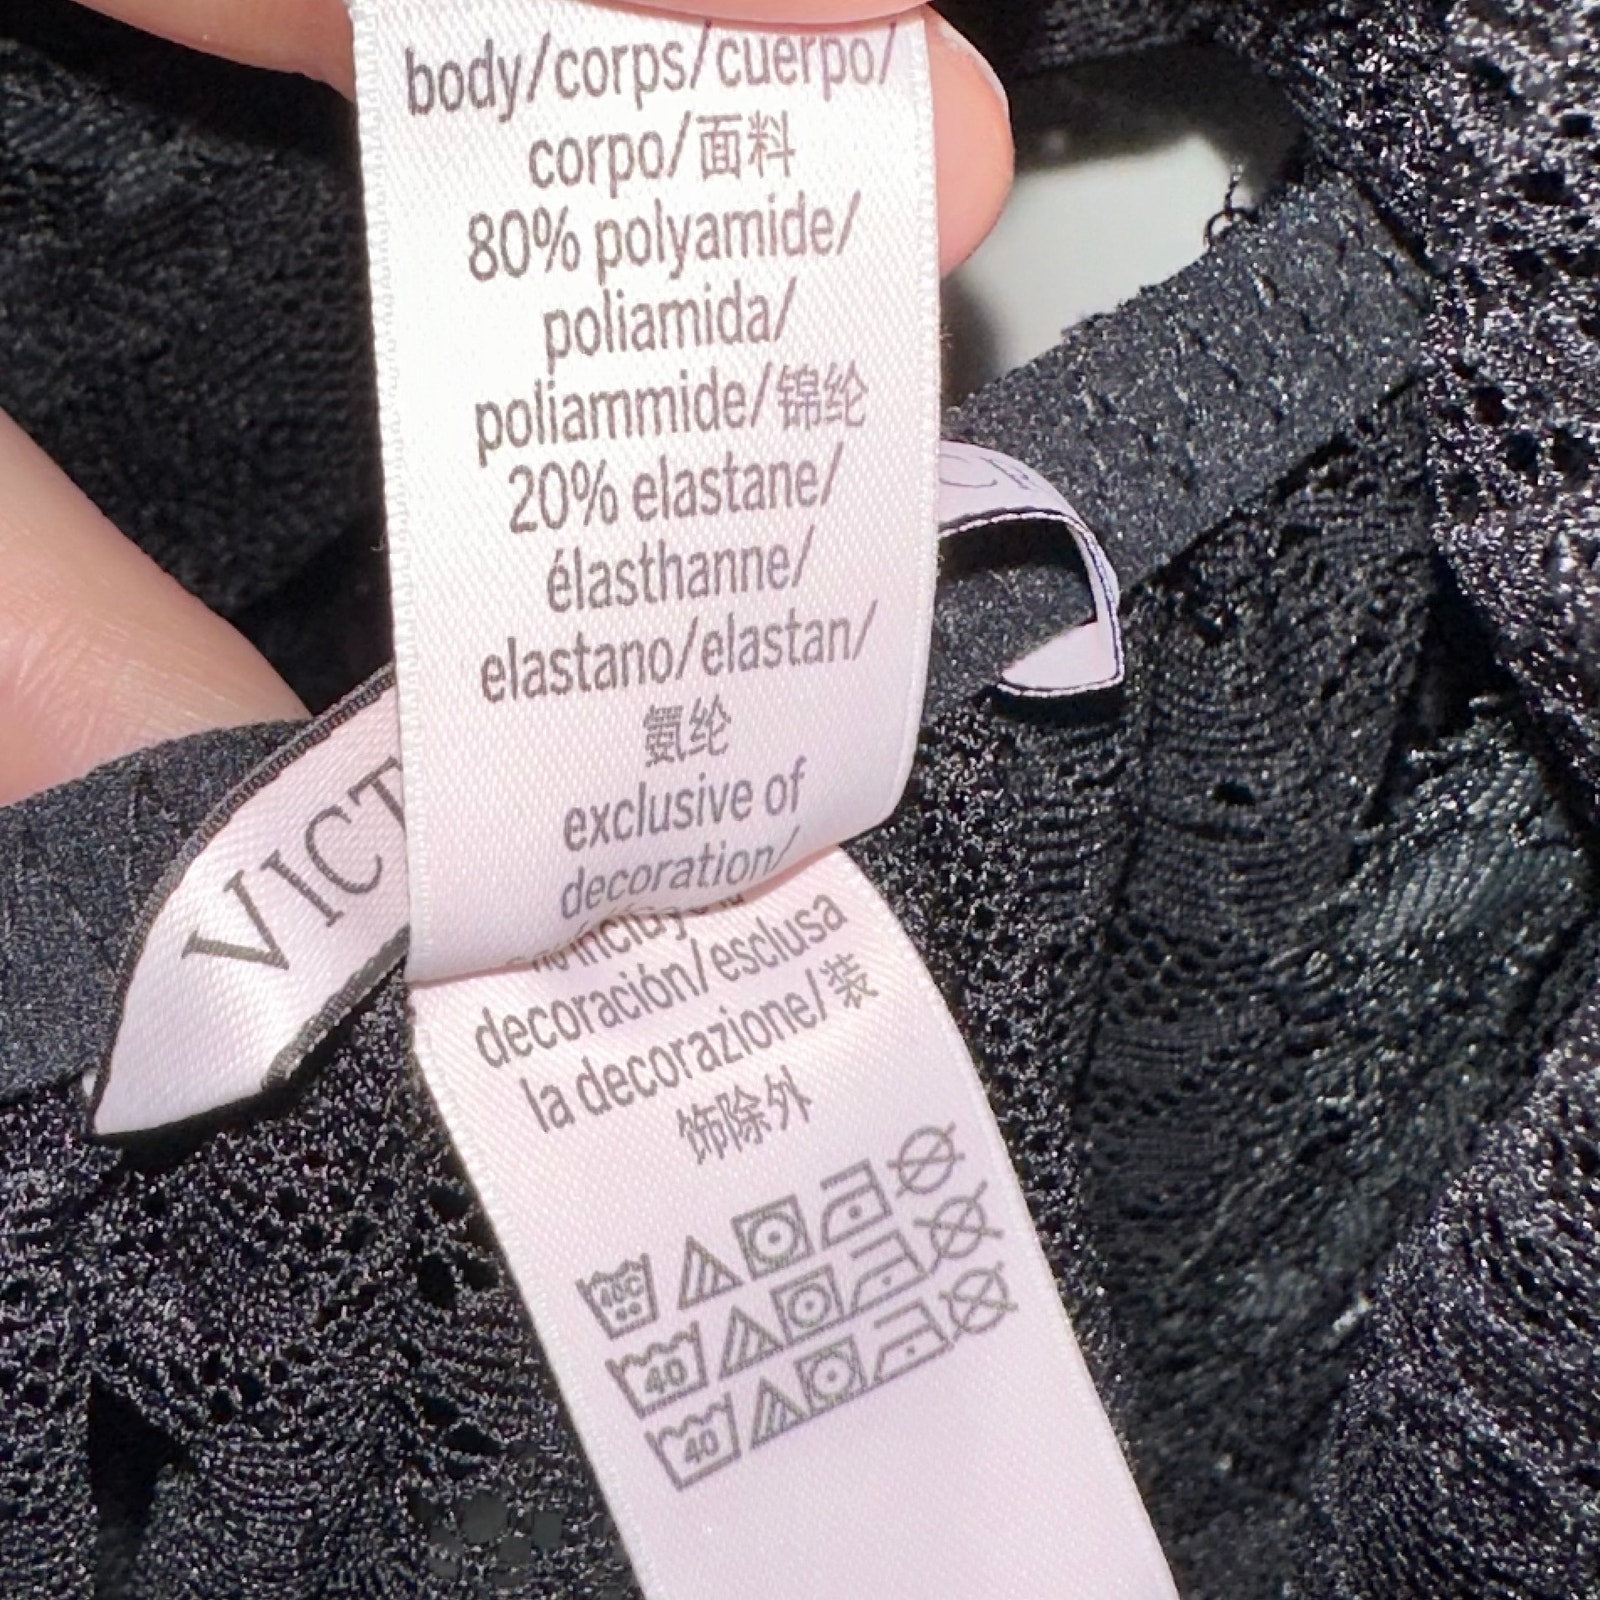 body/corps/cuerpo/
corpo/面料
80% polyamide/
poliamida/
poliammide/锦纶
20% elastane/
élasthanne/
elastano/elastan/
氨纶
exclusive of
decoration/
decoración/esclusa
la decorazione/装
饰除外
40C
40
40
VICT